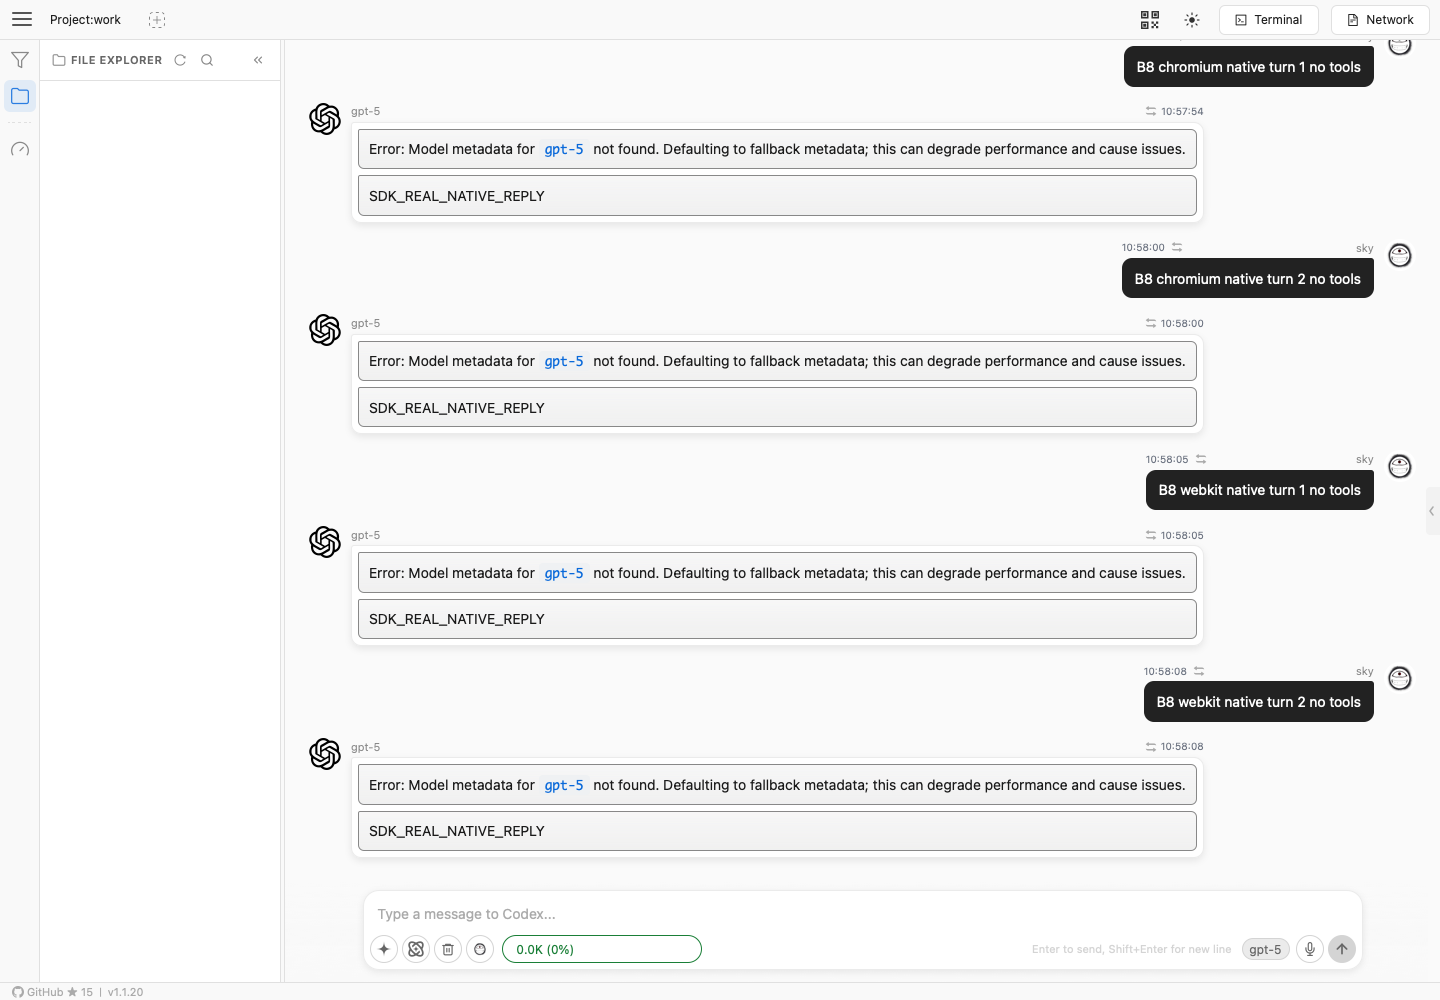 Project:work
Terminal
Network
FILE EXPLORER
B8 chromium native turn 1 no tools
gpt-5
10:57:54
Error: Model metadata for gpt-5 not found. Defaulting to fallback metadata; this can degrade performance and cause issues.
SDK_REAL_NATIVE_REPLY
10:58:00
sky
B8 chromium native turn 2 no tools
gpt-5
10:58:00
Error: Model metadata for gpt-5 not found. Defaulting to fallback metadata; this can degrade performance and cause issues.
SDK_REAL_NATIVE_REPLY
10:58:05
sky
B8 webkit native turn 1 no tools
gpt-5
10:58:05
Error: Model metadata for gpt-5 not found. Defaulting to fallback metadata; this can degrade performance and cause issues.
SDK_REAL_NATIVE_REPLY
10:58:08
sky
B8 webkit native turn 2 no tools
gpt-5
10:58:08
Error: Model metadata for gpt-5 not found. Defaulting to fallback metadata; this can degrade performance and cause issues.
SDK_REAL_NATIVE_REPLY
Type a message to Codex...
0.0K (0%)
Enter to send, Shift+Enter for new line
gpt-5
GitHub ★ 15 | v1.1.20